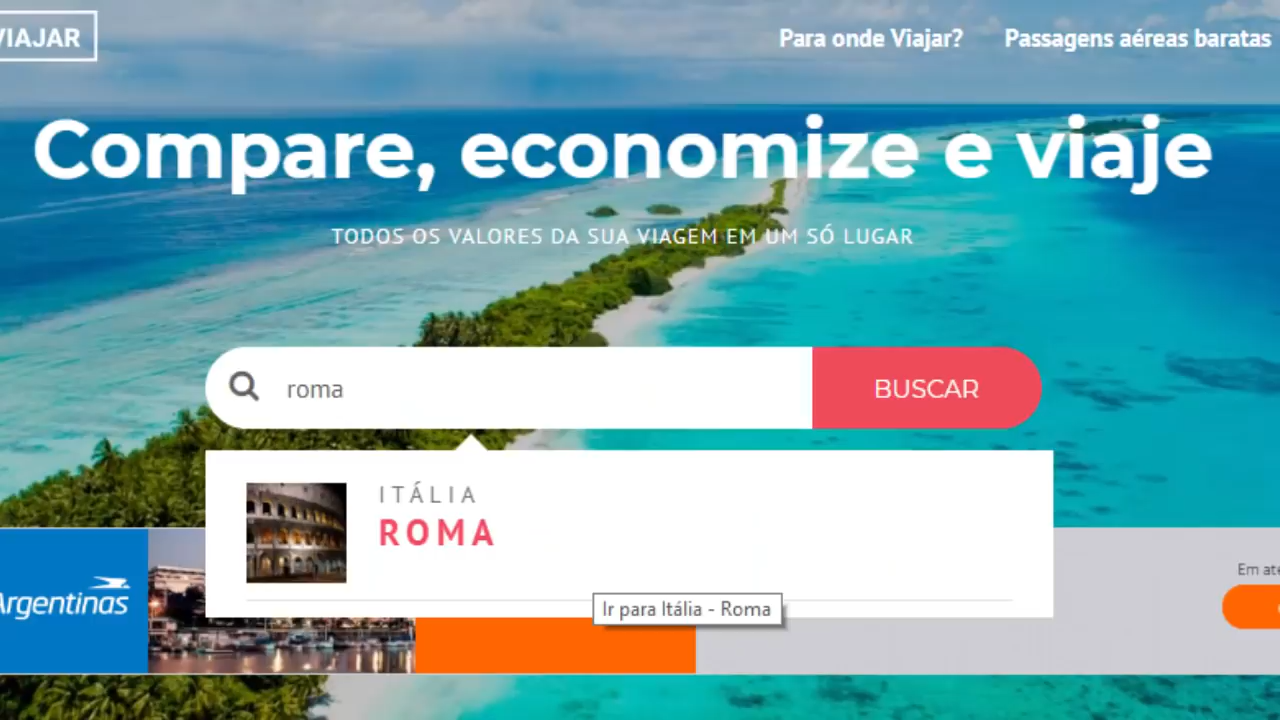 VIAJAR
Para onde Viajar? Passagens aéreas baratas
Compare, economize e viaje
TODOS OS VALORES DA SUA VIAGEM EM UM SÓ LUGAR
roma
BUSCAR
ITÁLIA
ROMA
Argentinas
Em até
Ir para Itália - Roma